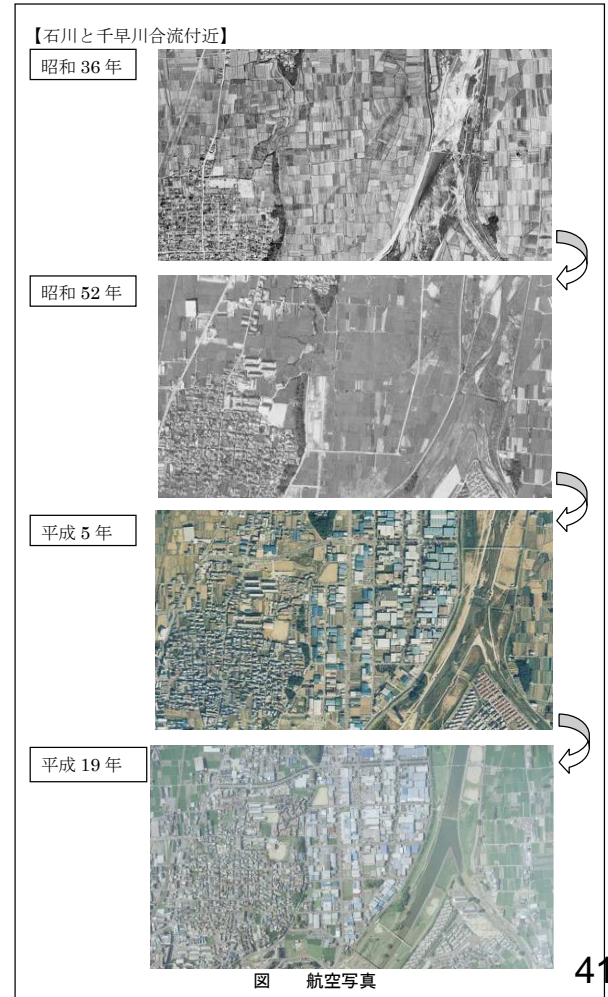 【石川と千早川合流付近】
昭和 36 年
昭和 52 年
平成 5 年
平成 19 年
図 航空写真
41